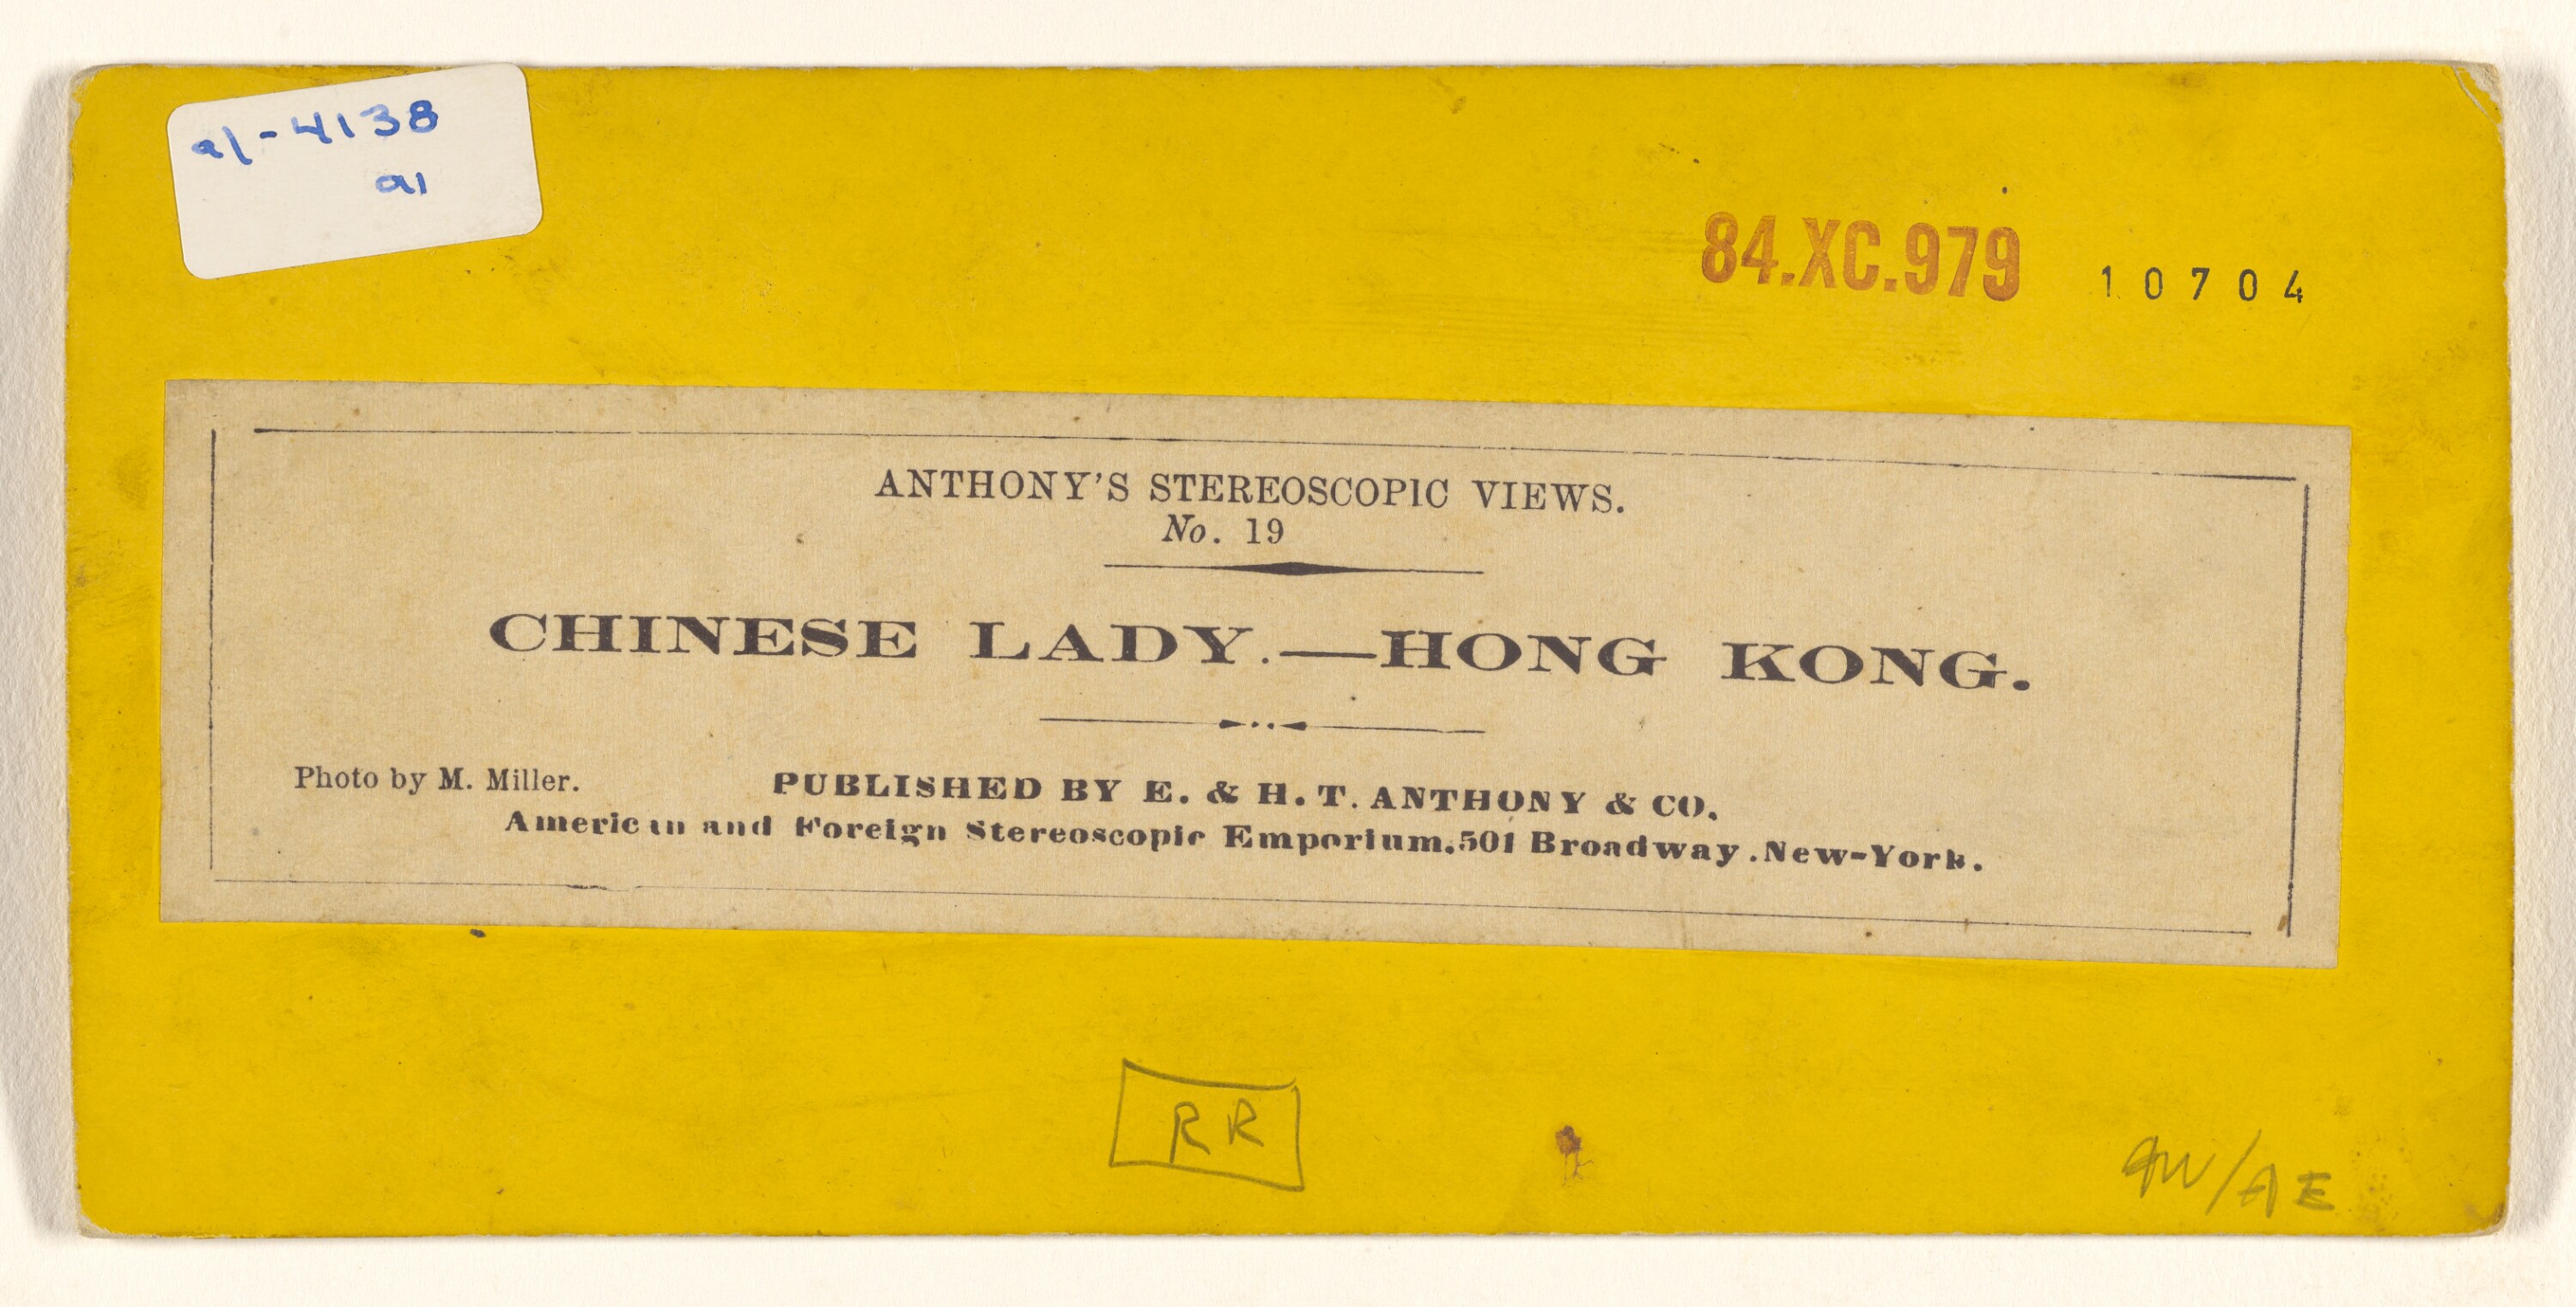 a1-4138
a1
84.XC.979 10704
ANTHONY'S STEREOSCOPIC VIEWS.
No. 19
CHINESE LADY.—HONG KONG.
Photo by M. Miller. PUBLISHED BY E. & H. T. ANTHONY & CO.
American and Foreign Stereoscopic Emporium, 501 Broadway, New-York.
RR
/AE